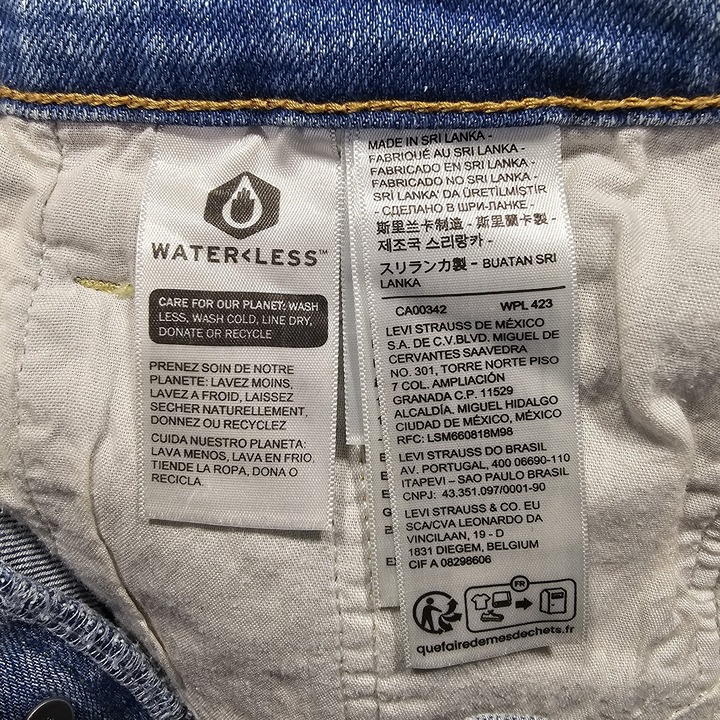 WATER<LESS™
CARE FOR OUR PLANET: WASH
LESS, WASH COLD, LINE DRY,
DONATE OR RECYCLE
PRENEZ SOIN DE NOTRE
PLANETE: LAVEZ MOINS,
LAVEZ A FROID, LAISSEZ
SECHER NATURELLEMENT,
DONNEZ OU RECYCLEZ
CUIDA NUESTRO PLANETA:
LAVA MENOS, LAVA EN FRIO,
TIENDE LA ROPA, DONA O
RECICLA.
MADE IN SRI LANKA -
FABRIQUÉ AU SRI LANKA -
FABRICADO EN SRI LANKA -
FABRICADO NO SRI LANKA -
SRI LANKA' DA ÜRETİLMİŞTİR
- СДЕЛАНО В ШРИ-ЛАНКЕ -
斯里兰卡制造 - 斯里蘭卡製 -
제조국 스리랑카 -
スリランカ製 - BUATAN SRI
LANKA
CA00342 WPL 423
LEVI STRAUSS DE MÉXICO
S.A. DE C.V.BLVD. MIGUEL DE
CERVANTES SAAVEDRA
NO. 301, TORRE NORTE PISO
7 COL. AMPLIACIÓN
GRANADA C.P. 11529
ALCALDÍA. MIGUEL HIDALGO
CIUDAD DE MÉXICO, MÉXICO
RFC: LSM660818M98
LEVI STRAUSS DO BRASIL
AV. PORTUGAL, 400 06690-110
ITAPEVI – SAO PAULO BRASIL
CNPJ: 43.351.097/0001-90
LEVI STRAUSS & CO. EU
SCA/CVA LEONARDO DA
VINCILAAN, 19 - D
1831 DIEGEM, BELGIUM
CIF A 08298606
FR
quefairedemesdechets.fr